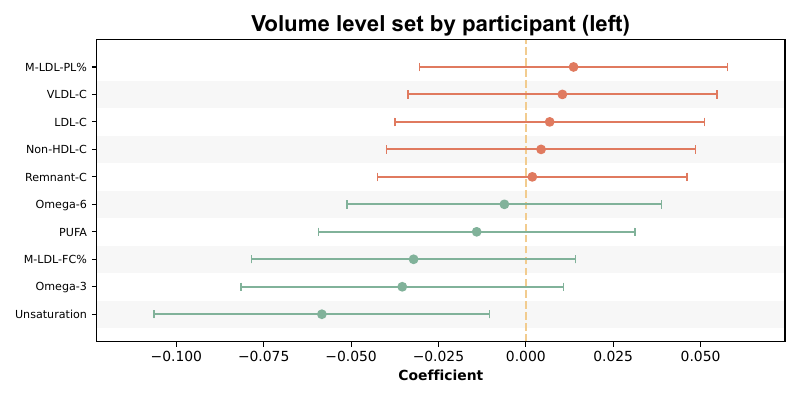 Volume level set by participant (left)
M-LDL-PL%
VLDL-C
LDL-C
Non-HDL-C
Remnant-C
Omega-6
PUFA
M-LDL-FC%
Omega-3
Unsaturation
−0.100 −0.075 −0.050 −0.025 0.000 0.025 0.050
Coefficient